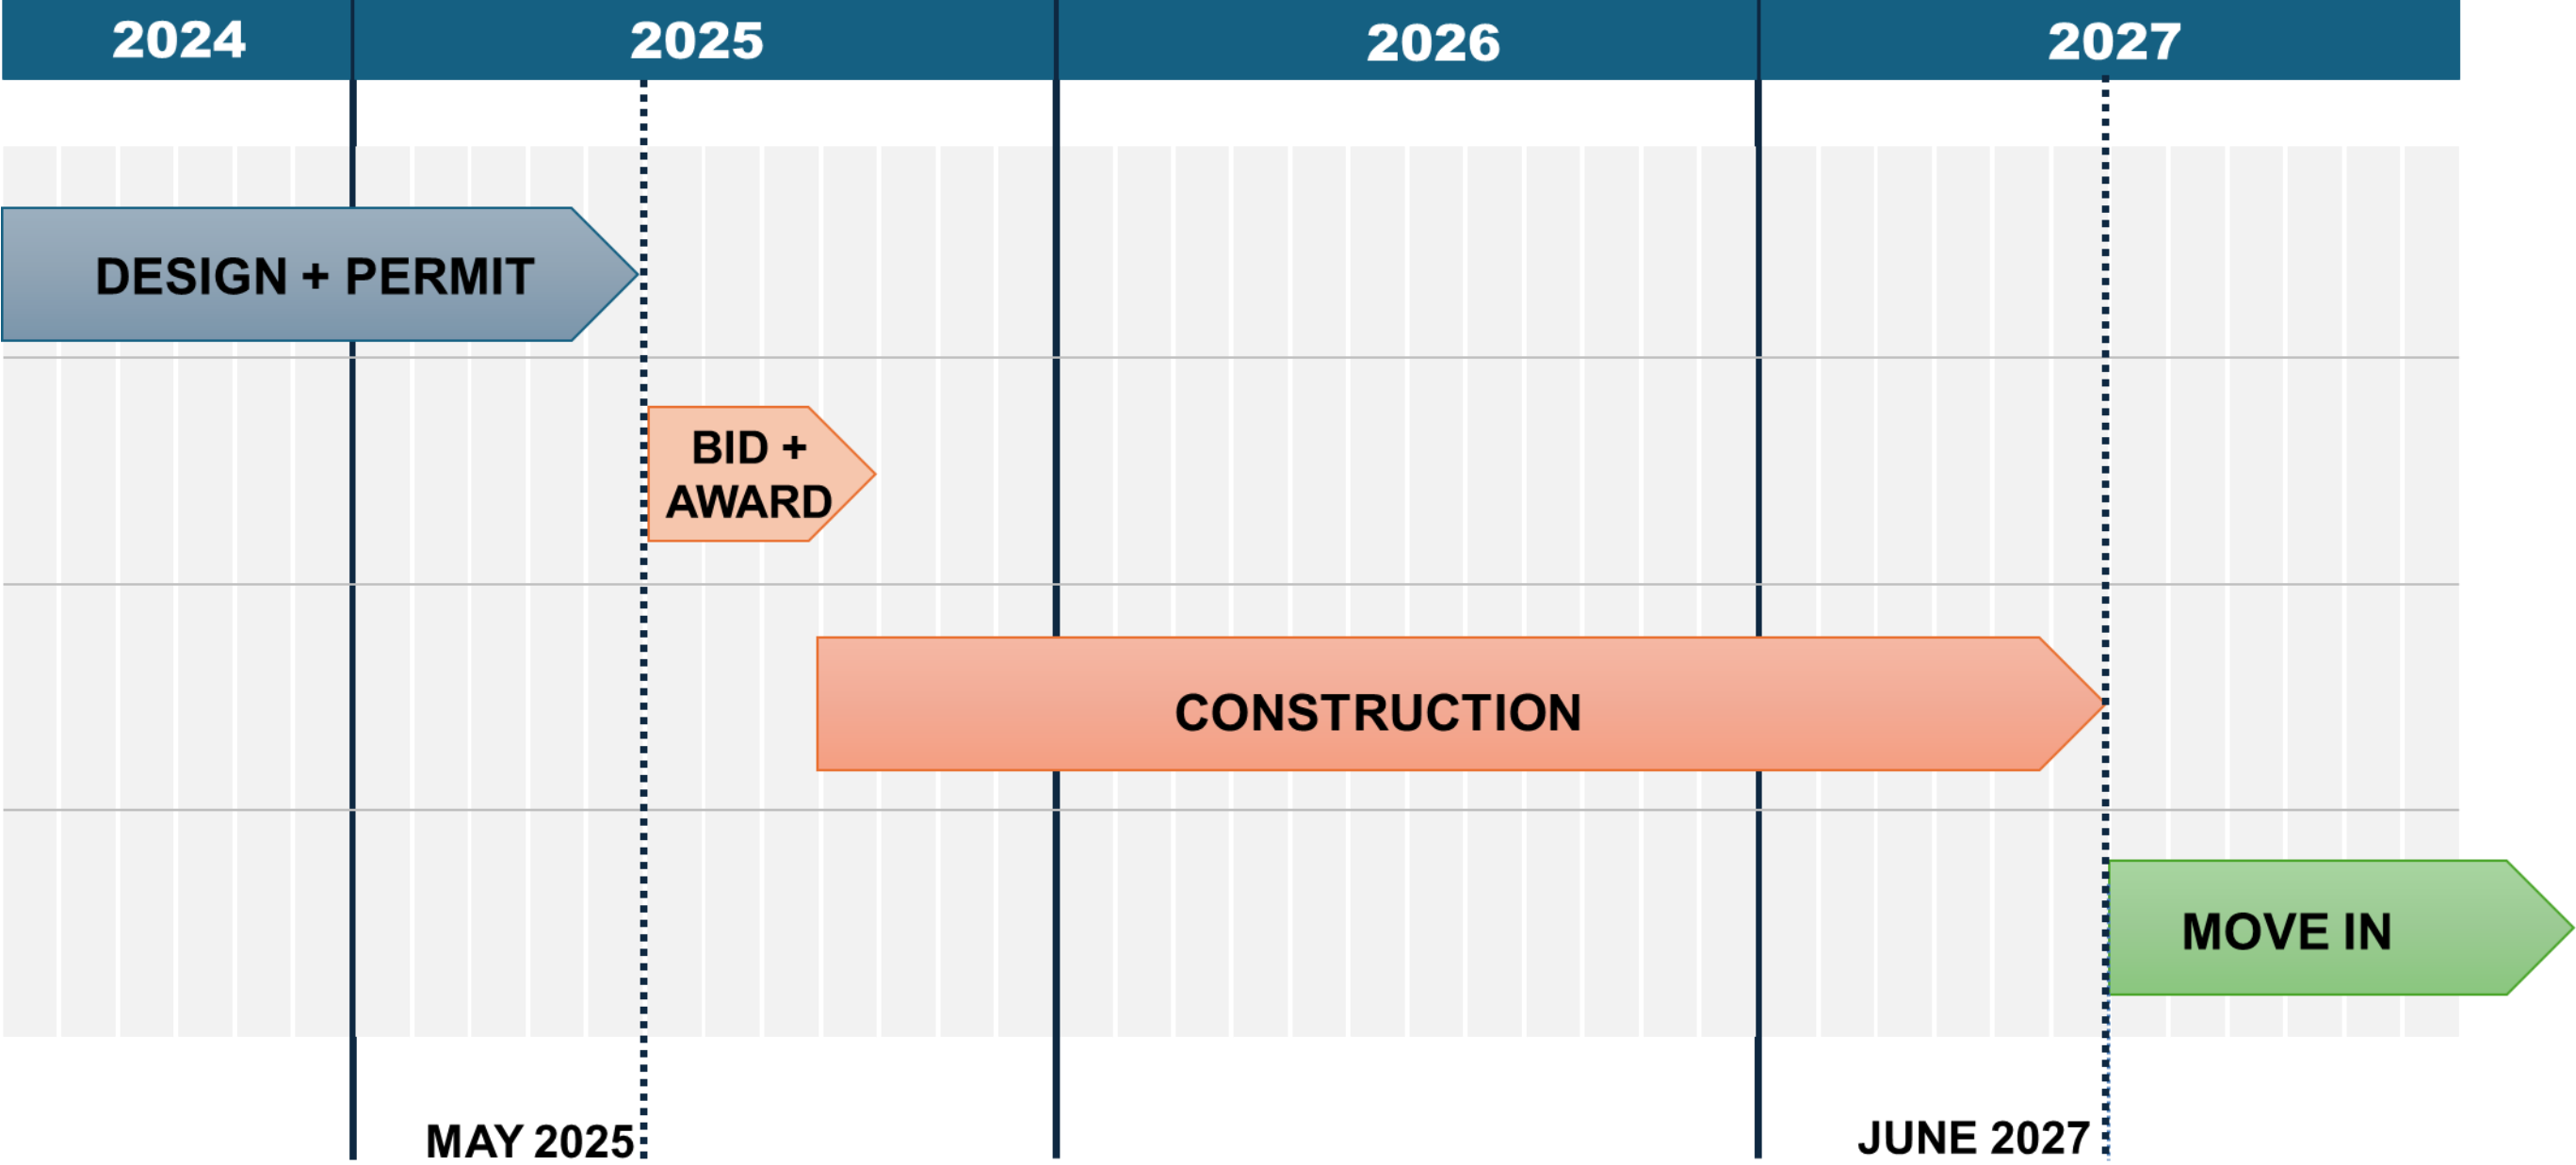 2024
2025
2026
2027
DESIGN + PERMIT
BID +
AWARD
CONSTRUCTION
MOVE IN
MAY 2025
JUNE 2027